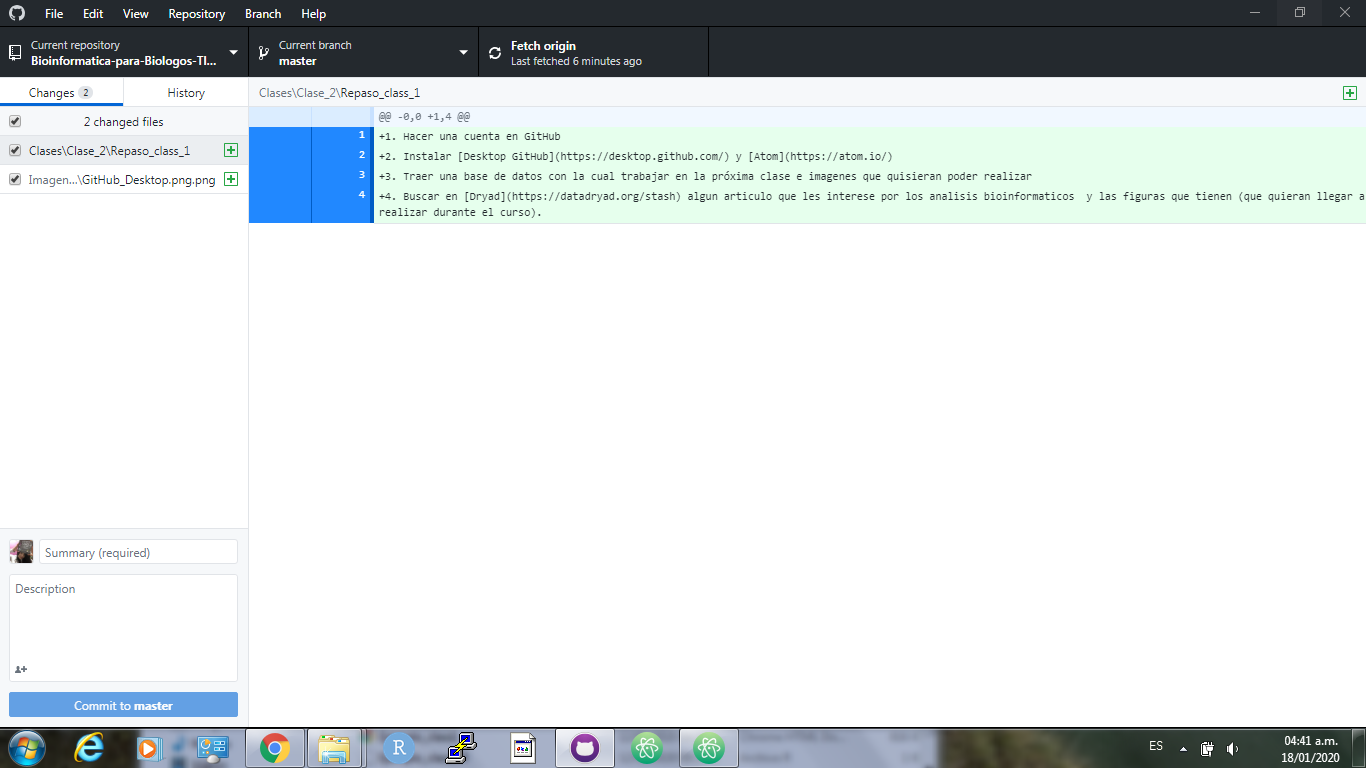 File Edit View Repository Branch Help
Current repository
Bioinformatica-para-Biologos-TI...
Current branch
master
Fetch origin
Last fetched 6 minutes ago
Changes 2
History
Clases\Clase_2\Repaso_class_1
2 changed files
Clases\Clase_2\Repaso_class_1
Imagen...\GitHub_Desktop.png.png
@@ -0,0 +1,4 @@
1 +1. Hacer una cuenta en GitHub
2 +2. Instalar [Desktop GitHub](https://desktop.github.com/) y [Atom](https://atom.io/)
3 +3. Traer una base de datos con la cual trabajar en la próxima clase e imagenes que quisieran poder realizar
4 +4. Buscar en [Dryad](https://datadryad.org/stash) algun articulo que les interese por los analisis bioinformaticos  y las figuras que tienen (que quieran llegar a
realizar durante el curso).
Summary (required)
Description
Commit to master
R
ES
04:41 a.m.
18/01/2020